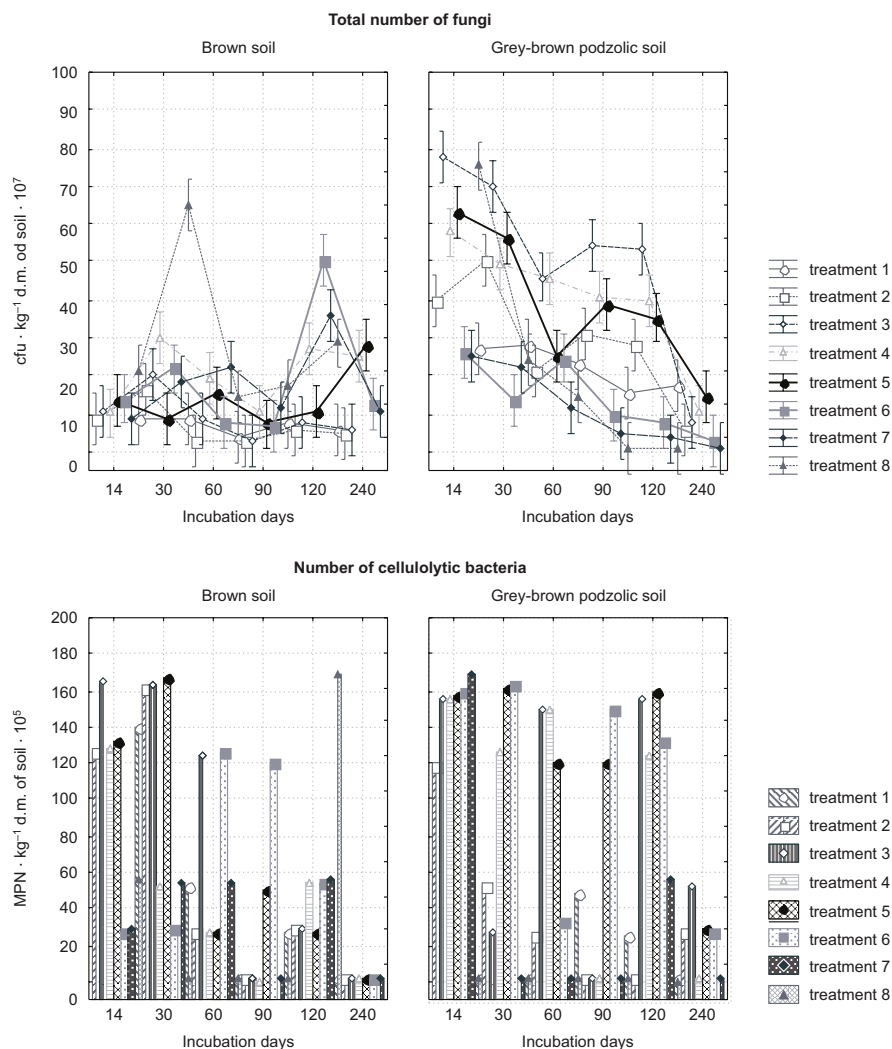 Total number of fungi
Brown soil
Grey-brown podzolic soil
cfu · kg⁻¹ d.m. od soil · 10⁷
100
90
80
70
60
50
40
30
20
10
0
14 30 60 90 120 240
Incubation days
14 30 60 90 120 240
Incubation days
treatment 1
treatment 2
treatment 3
treatment 4
treatment 5
treatment 6
treatment 7
treatment 8
Number of cellulolytic bacteria
Brown soil
Grey-brown podzolic soil
MPN · kg⁻¹ d.m. of soil · 10⁵
200
180
160
140
120
100
80
60
40
20
0
14 30 60 90 120 240
Incubation days
14 30 60 90 120 240
Incubation days
treatment 1
treatment 2
treatment 3
treatment 4
treatment 5
treatment 6
treatment 7
treatment 8